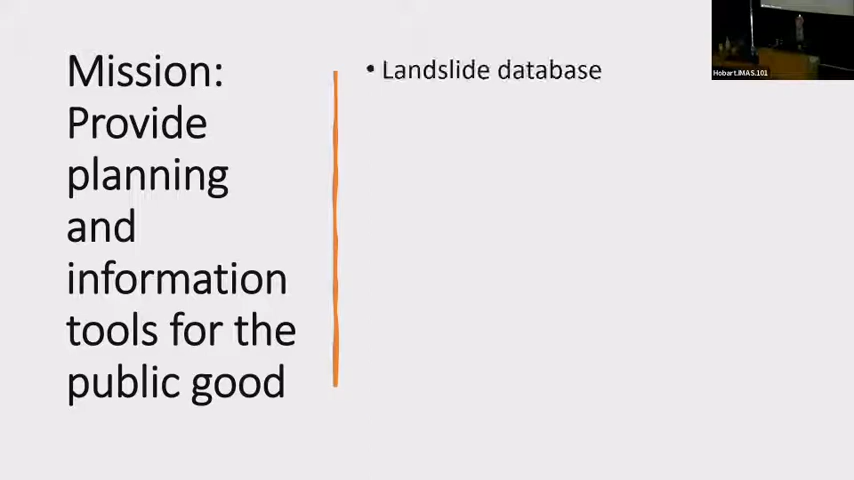 Mission:
Provide
planning
and
information
tools for the
public good
• Landslide database
Hobart.IMAS.101